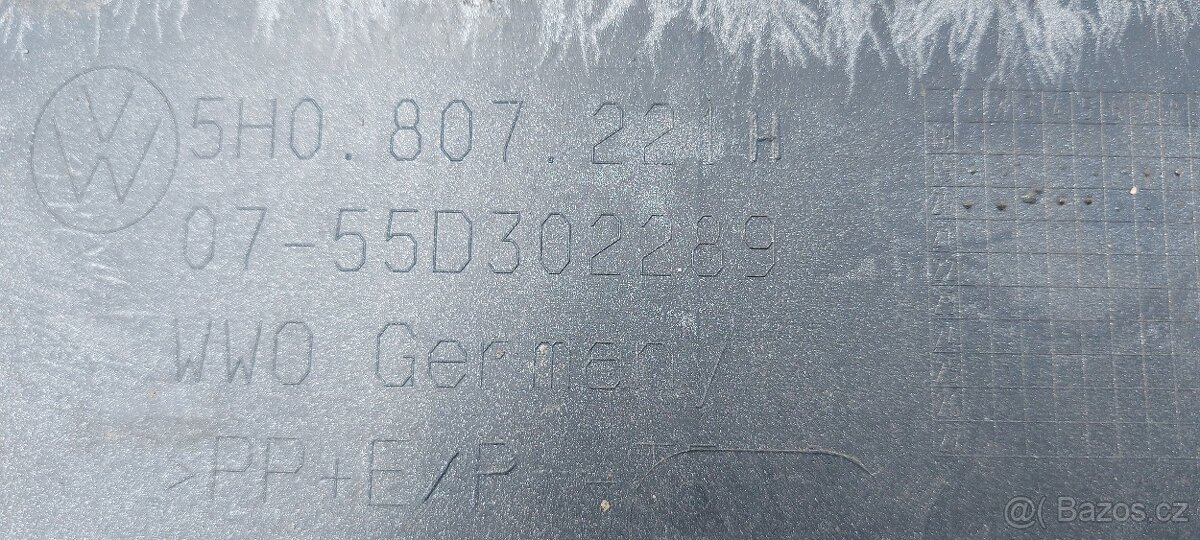 5H0.807.221 H
07-55D302289
WWO Germany
>PP+E/P
@ Bazos.cz